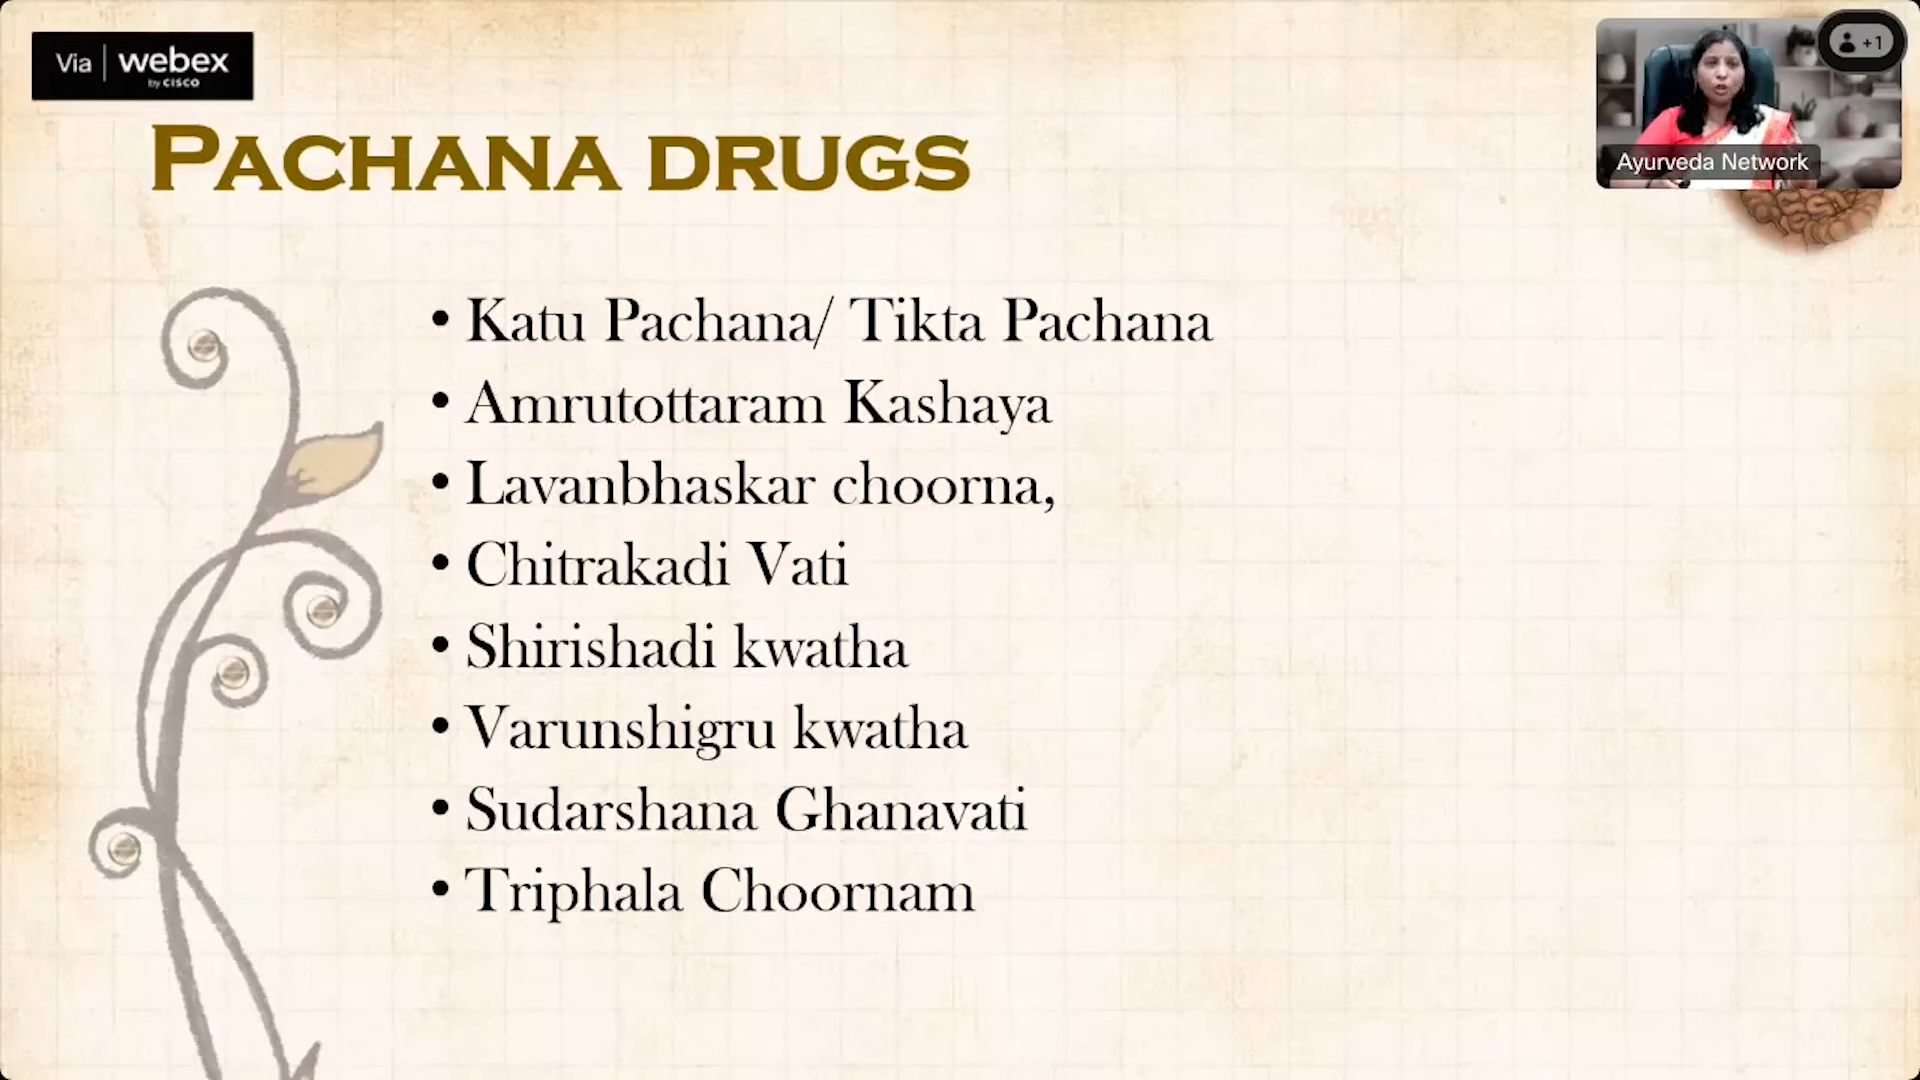 Via webex
by CISCO
+1
Ayurveda Network
PACHANA DRUGS
• Katu Pachana/ Tikta Pachana
• Amrutottaram Kashaya
• Lavanbhaskar choorna,
• Chitrakadi Vati
• Shirishadi kwatha
• Varunshigru kwatha
• Sudarshana Ghanavati
• Triphala Choornam